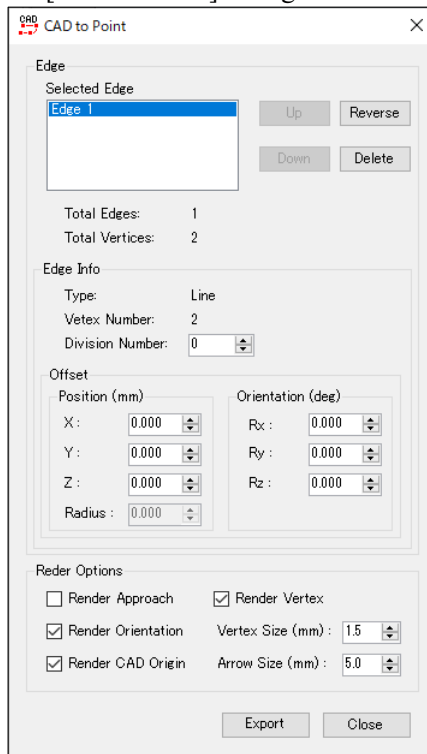 CAD CAD to Point
Edge
Selected Edge
Edge 1
Up Reverse
Down Delete
Total Edges: 1
Total Vertices: 2
Edge Info
Type: Line
Vetex Number: 2
Division Number: 0
Offset
Position (mm) Orientation (deg)
X : 0.000 Rx : 0.000
Y : 0.000 Ry : 0.000
Z : 0.000 Rz : 0.000
Radius : 0.000
Reder Options
Render Approach Render Vertex
Render Orientation Vertex Size (mm) : 1.5
Render CAD Origin Arrow Size (mm) : 5.0
Export Close